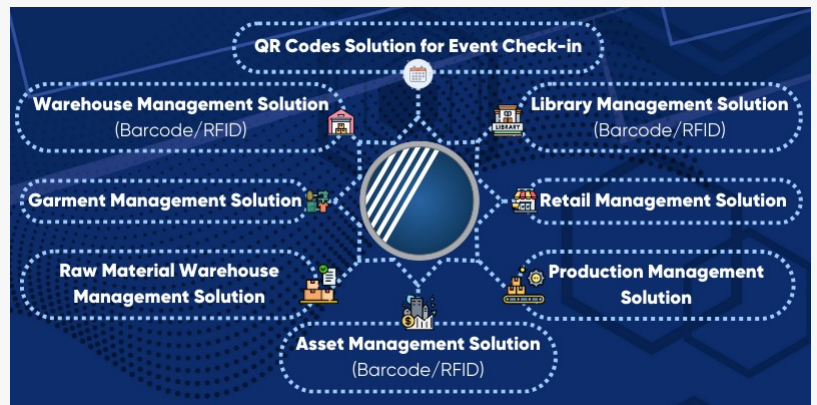 QR Codes Solution for Event Check-in
Warehouse Management Solution
(Barcode/RFID)
Library Management Solution
(Barcode/RFID)
LIBRARY
Garment Management Solution
Retail Management Solution
Raw Material Warehouse
Management Solution
Production Management
Solution
Asset Management Solution
(Barcode/RFID)